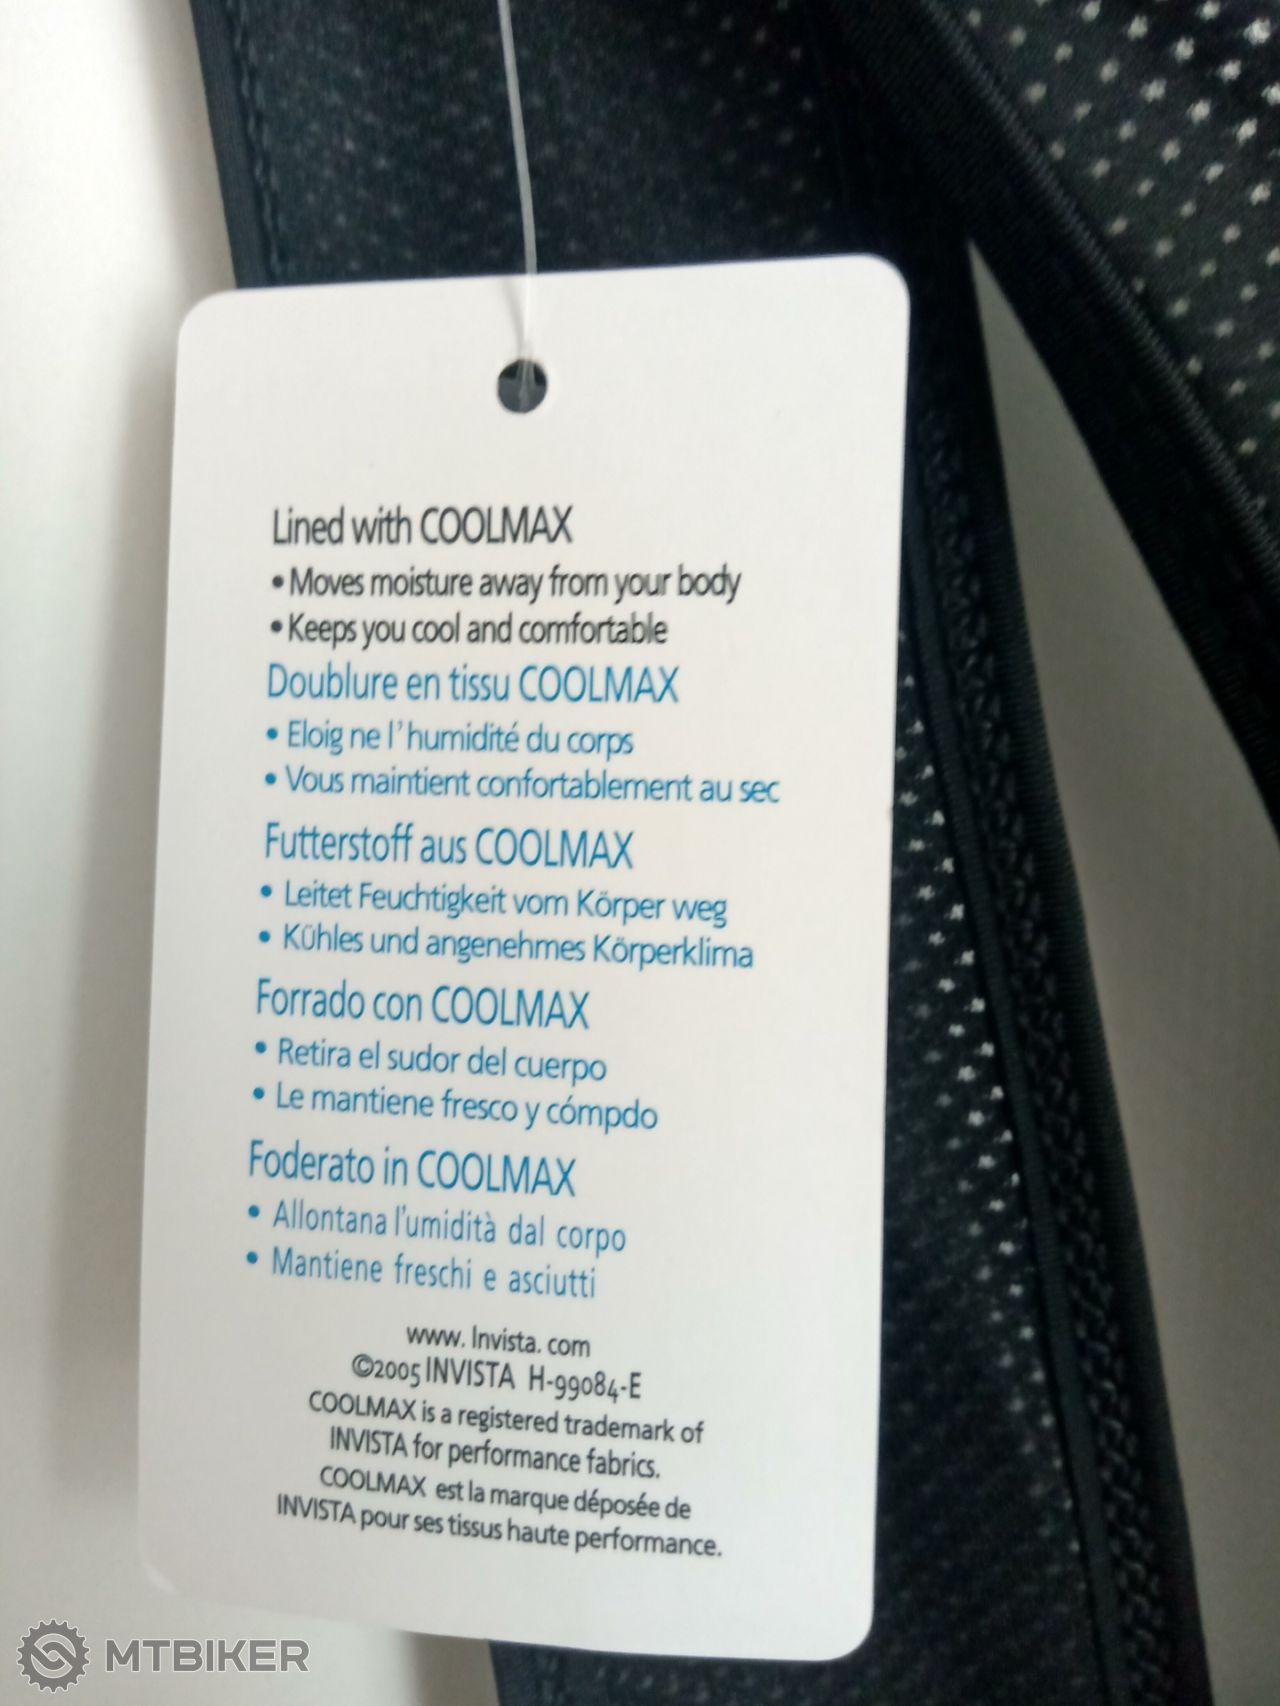 Lined with COOLMAX
• Moves moisture away from your body
• Keeps you cool and comfortable
Doublure en tissu COOLMAX
• Eloig ne l'humidité du corps
• Vous maintient confortablement au sec
Futterstoff aus COOLMAX
• Leitet Feuchtigkeit vom Körper weg
• Kühles und angenehmes Körperklima
Forrado con COOLMAX
• Retira el sudor del cuerpo
• Le mantiene fresco y cómpdo
Foderato in COOLMAX
• Allontana l'umidità dal corpo
• Mantiene freschi e asciutti
www. Invista. com
©2005 INVISTA H-99084-E
COOLMAX is a registered trademark of
INVISTA for performance fabrics.
COOLMAX est la marque déposée de
INVISTA pour ses tissus haute performance.
MTBIKER